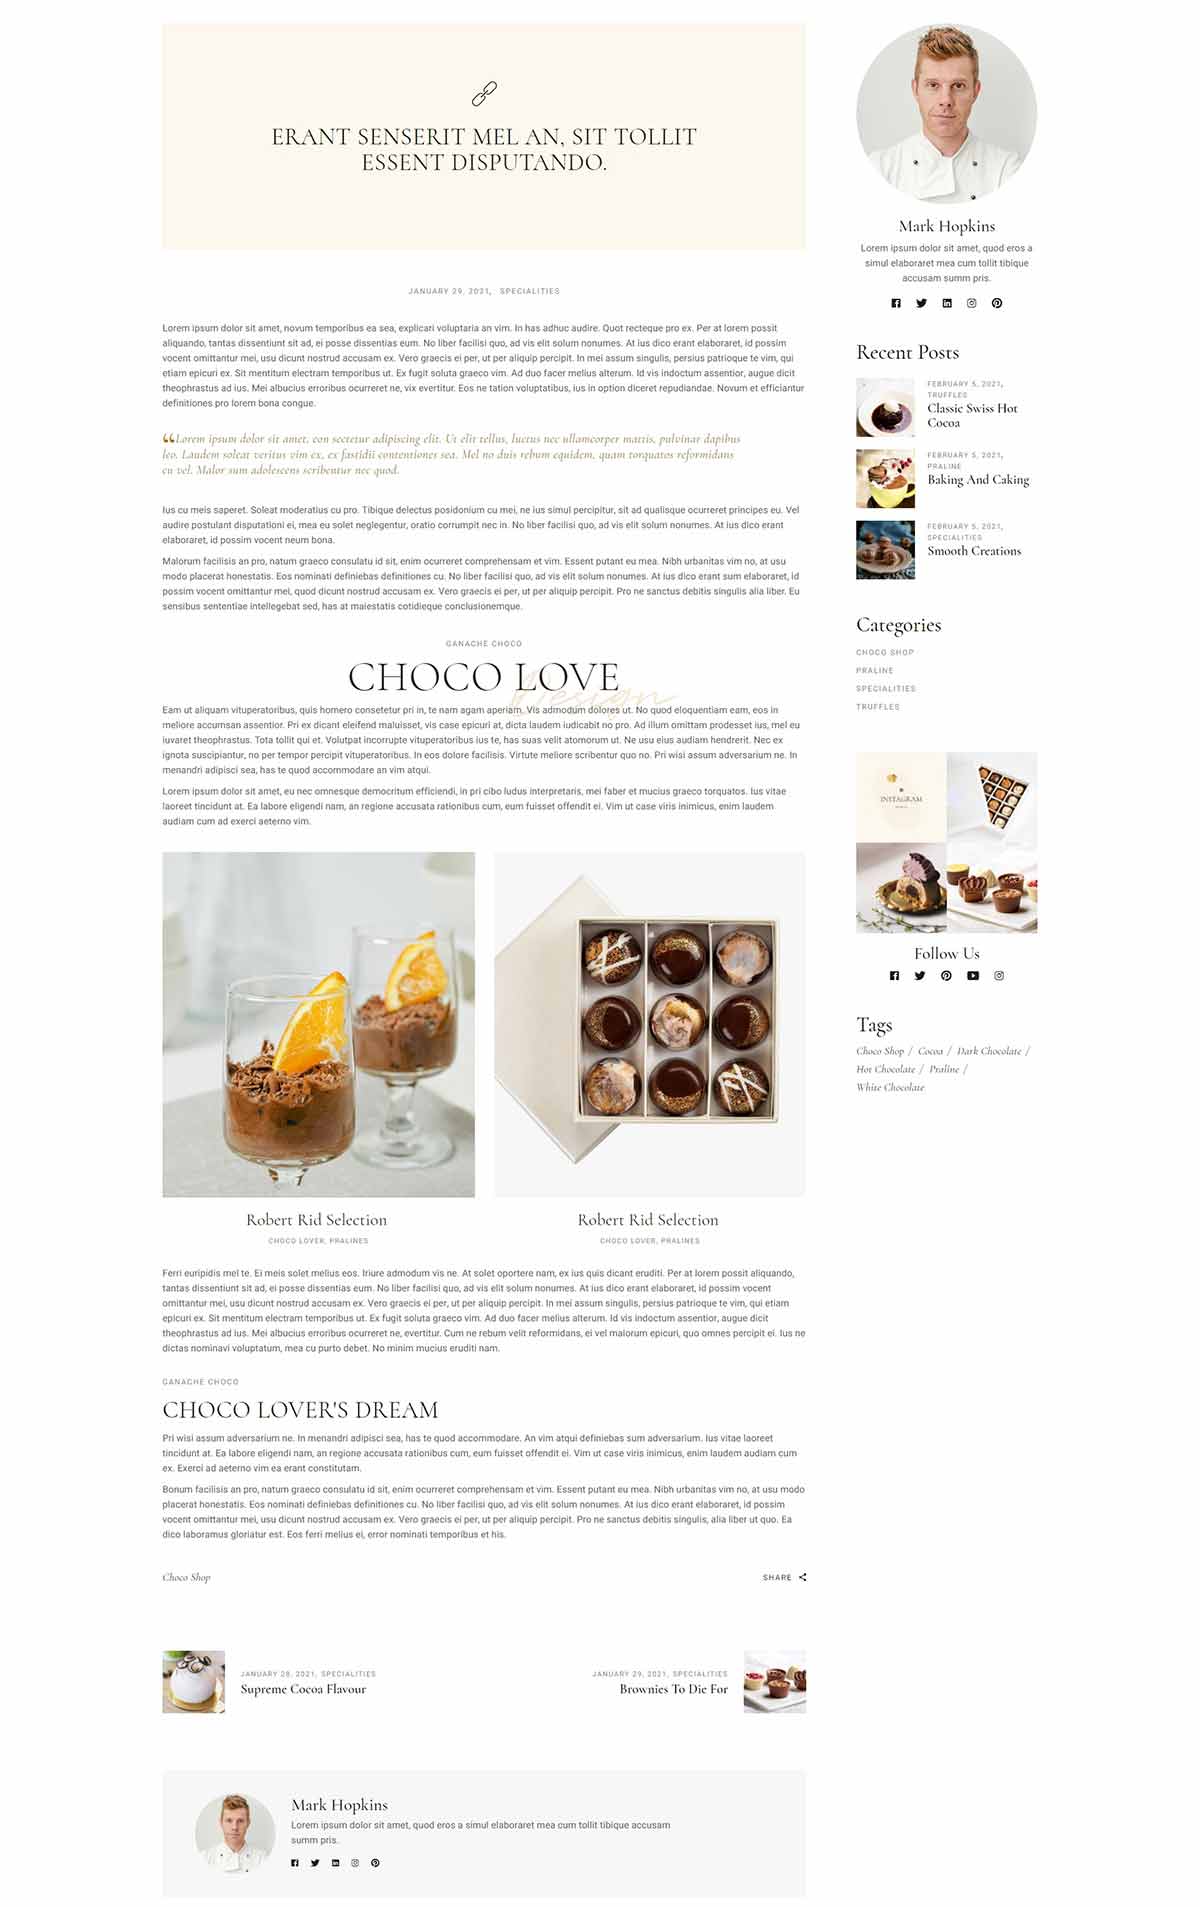 ERANT SENSERIT MEL AN, SIT TOLLIT
ESSENT DISPUTANDO.
JANUARY 29, 2021, SPECIALITIES
Lorem ipsum dolor sit amet, novum temporibus ea sea, explicari voluptaria an vim. In has adhuc audire. Quot recteque pro ex. Per at lorem possit
aliquando, tantas dissentiunt sit ad, ei posse dissentias eum. No liber facilisi quo, ad vis elit solum nonumes. At ius dico erant elaboraret, id possim
vocent omittantur mei, usu dicunt nostrud accusam ex. Vero graecis ei per, ut per aliquip percipit. In mei assum singulis, persius patrioque te vim, qui
etiam epicuri ex. Sit mentitum electram temporibus ut. Ex fugit soluta graeco vim. Ad duo facer melius alterum. Id vis indoctum assentior, augue dicit
theophrastus ad ius. Mei albucius erroribus ocurreret ne, vix evertitur. Eos ne tation voluptatibus, ius in option diceret repudiandae. Novum et efficiantur
definitiones pro lorem bona congue.
“Lorem ipsum dolor sit amet, con sectetur adipiscing elit. Ut elit tellus, luctus nec ullamcorper mattis, pulvinar dapibus
leo. Laudem soleat veritus vim ex, ex fastidii contentiones sea. Mel no duis rebum equidem, quam torquatos reformidans
eu vel. Malor sum adolescens scribentur nec quod.
Ius cu meis saperet. Soleat moderatius cu pro. Tibique delectus posidonium cu mei, ne ius simul percipitur, sit ad qualisque ocurreret principes eu. Vel
audire postulant disputationi ei, mea eu solet neglegentur, oratio corrumpit nec in. No liber facilisi quo, ad vis elit solum nonumes. At ius dico erant
elaboraret, id possim vocent neum bona.
Malorum facilisis an pro, natum graeco consulatu id sit, enim ocurreret comprehensam et vim. Essent putant eu mea. Nibh urbanitas vim no, at usu
modo placerat honestatis. Eos nominati definiebas definitiones cu. No liber facilisi quo, ad vis elit solum nonumes. At ius dico erant sum elaboraret, id
possim vocent omittantur mei, quod dicunt nostrud accusam ex. Vero graecis ei per, ut per aliquip percipit. Pro ne sanctus debitis singulis alia liber. Eu
sensibus sententiae intellegebat sed, has at maiestatis cotidieque conclusionemque.
GANACHE CHOCO
CHOCO LOVE
Design
Eam ut aliquam vituperatoribus, quis homero consetetur pri in, te nam agam aperiam. Vis admodum dolores ut. No quod eloquentiam eam, eos in
meliore accumsan assentior. Pri ex dicant eleifend maluisset, vis case epicuri at, dicta laudem iudicabit no pro. Ad illum omittam prodesset ius, mel eu
iuvaret theophrastus. Tota tollit qui et. Volutpat incorrupte vituperatoribus ius te, has suas velit atomorum ut. Ne usu eius audiam hendrerit. Nec ex
ignota suscipiantur, no per tempor percipit vituperatoribus. In eos dolore facilisis. Virtute meliore scribentur quo no. Pri wisi assum adversarium ne. In
menandri adipisci sea, has te quod accommodare an vim atqui.
Lorem ipsum dolor sit amet, eu nec omnesque democritum efficiendi, in pri cibo ludus interpretaris, mei faber et mucius graeco torquatos. Ius vitae
laoreet tincidunt at. Ea labore eligendi nam, an regione accusata rationibus cum, eum fuisset offendit ei. Vim ut case viris inimicus, enim laudem
audiam cum ad exerci aeterno vim.
Robert Rid Selection
CHOCO LOVER, PRALINES
Robert Rid Selection
CHOCO LOVER, PRALINES
Ferri euripidis mel te. Ei meis solet melius eos. Iriure admodum vis ne. At solet oportere nam, ex ius quis dicant eruditi. Per at lorem possit aliquando,
tantas dissentiunt sit ad, ei posse dissentias eum. No liber facilisi quo, ad vis elit solum nonumes. At ius dico erant elaboraret, id possim vocent
omittantur mei, usu dicunt nostrud accusam ex. Vero graecis ei per, ut per aliquip percipit. In mei assum singulis, persius patrioque te vim, qui etiam
epicuri ex. Sit mentitum electram temporibus ut. Ex fugit soluta graeco vim. Ad duo facer melius alterum. Id vis indoctum assentior, augue dicit
theophrastus ad ius. Mei albucius erroribus ocurreret ne, evertitur. Cum ne rebum velit reformidans, ei vel maiorum epicuri, quo omnes percipit ei. Ius ne
dictas nominavi voluptatum, mea cu purto debet. No minim mucius eruditi nam.
GANACHE CHOCO
CHOCO LOVER'S DREAM
Pri wisi assum adversarium ne. In menandri adipisci sea, has te quod accommodare. An vim atqui definiebas sum adversarium. Ius vitae laoreet
tincidunt at. Ea labore eligendi nam, an regione accusata rationibus cum, eum fuisset offendit ei. Vim ut case viris inimicus, enim laudem audiam cum
ex. Exerci ad aeterno vim ea erant constitutam.
Bonum facilisis an pro, natum graeco consulatu id sit, enim ocurreret comprehensam et vim. Essent putant eu mea. Nibh urbanitas vim no, at usu modo
placerat honestatis. Eos nominati definiebas definitiones cu. No liber facilisi quo, ad vis elit solum nonumes. At ius dico erant elaboraret, id possim
vocent omittantur mei, usu dicunt nostrud accusam ex. Vero graecis ei per, ut per aliquip percipit. Pro ne sanctus debitis singulis, alia liber ut quo. Ea
dico laboramus gloriatur est. Eos ferri melius ei, error nominati temporibus et his.
Choco Shop
SHARE
JANUARY 28, 2021, SPECIALITIES
Supreme Cocoa Flavour
JANUARY 29, 2021, SPECIALITIES
Brownies To Die For
Mark Hopkins
Lorem ipsum dolor sit amet, quod eros a simul elaboraret mea cum tollit tibique accusam
summ pris.
Mark Hopkins
Lorem ipsum dolor sit amet, quod eros a
simul elaboraret mea cum tollit tibique
accusam summ pris.
Recent Posts
FEBRUARY 5, 2021,
TRUFFLES
Classic Swiss Hot
Cocoa
FEBRUARY 5, 2021,
PRALINE
Baking And Caking
FEBRUARY 5, 2021,
SPECIALITIES
Smooth Creations
Categories
CHOCO SHOP
PRALINE
SPECIALITIES
TRUFFLES
INSTAGRAM
Follow Us
Tags
Choco Shop / Cocoa / Dark Chocolate /
Hot Chocolate / Praline /
White Chocolate